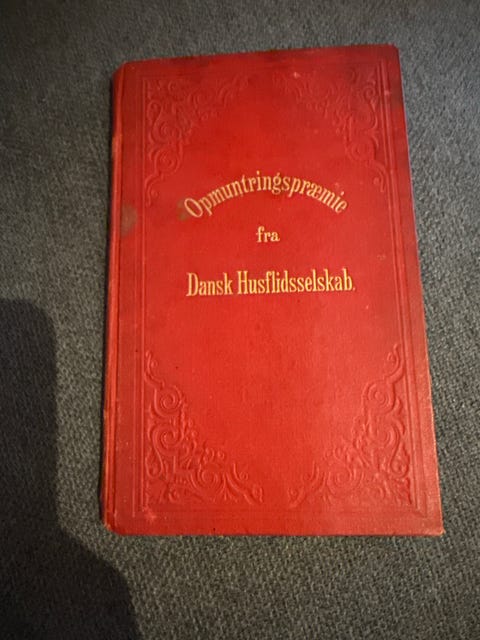 Opmuntringspræmie
fra
Dansk Husflidsselskab.